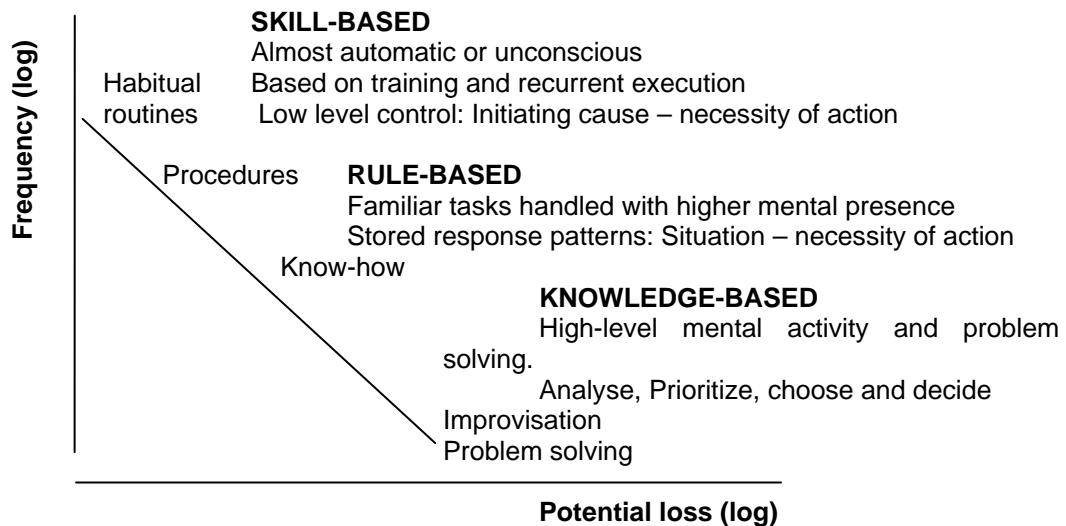 SKILL-BASED
Almost automatic or unconscious
Habitual Based on training and recurrent execution
routines Low level control: Initiating cause – necessity of action
Frequency (log)
Procedures RULE-BASED
Familiar tasks handled with higher mental presence
Stored response patterns: Situation – necessity of action
Know-how
KNOWLEDGE-BASED
High-level mental activity and problem
solving.
Analyse, Prioritize, choose and decide
Improvisation
Problem solving
Potential loss (log)